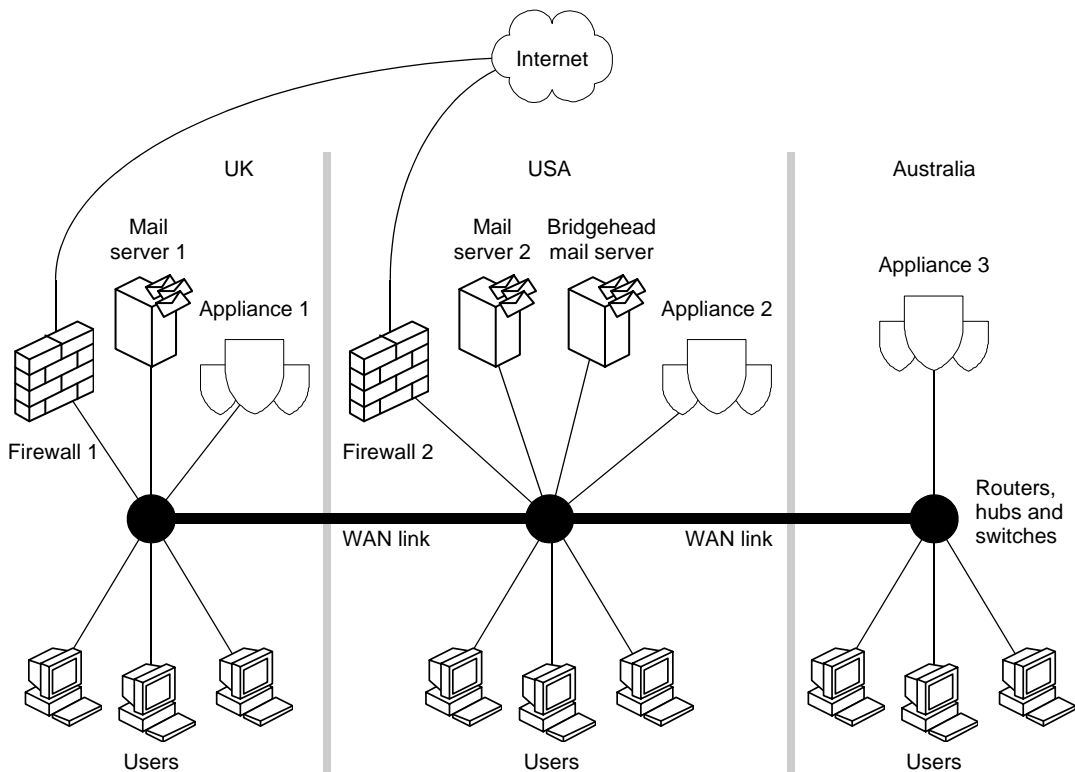 Internet
UK
USA
Australia
Mail
server 1
Mail
server 2
Bridgehead
mail server
Appliance 3
Appliance 1
Appliance 2
Firewall 1
Firewall 2
Routers,
hubs and
switches
WAN link
WAN link
Users
Users
Users